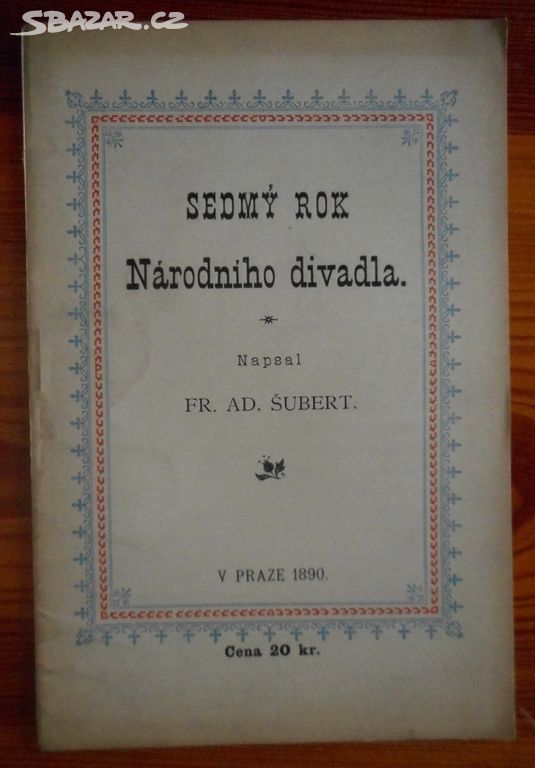 SBAZAR.CZ
SEDMÝ ROK
Národního divadla.
Napsal
FR. AD. ŠUBERT.
V PRAZE 1890.
Cena 20 kr.